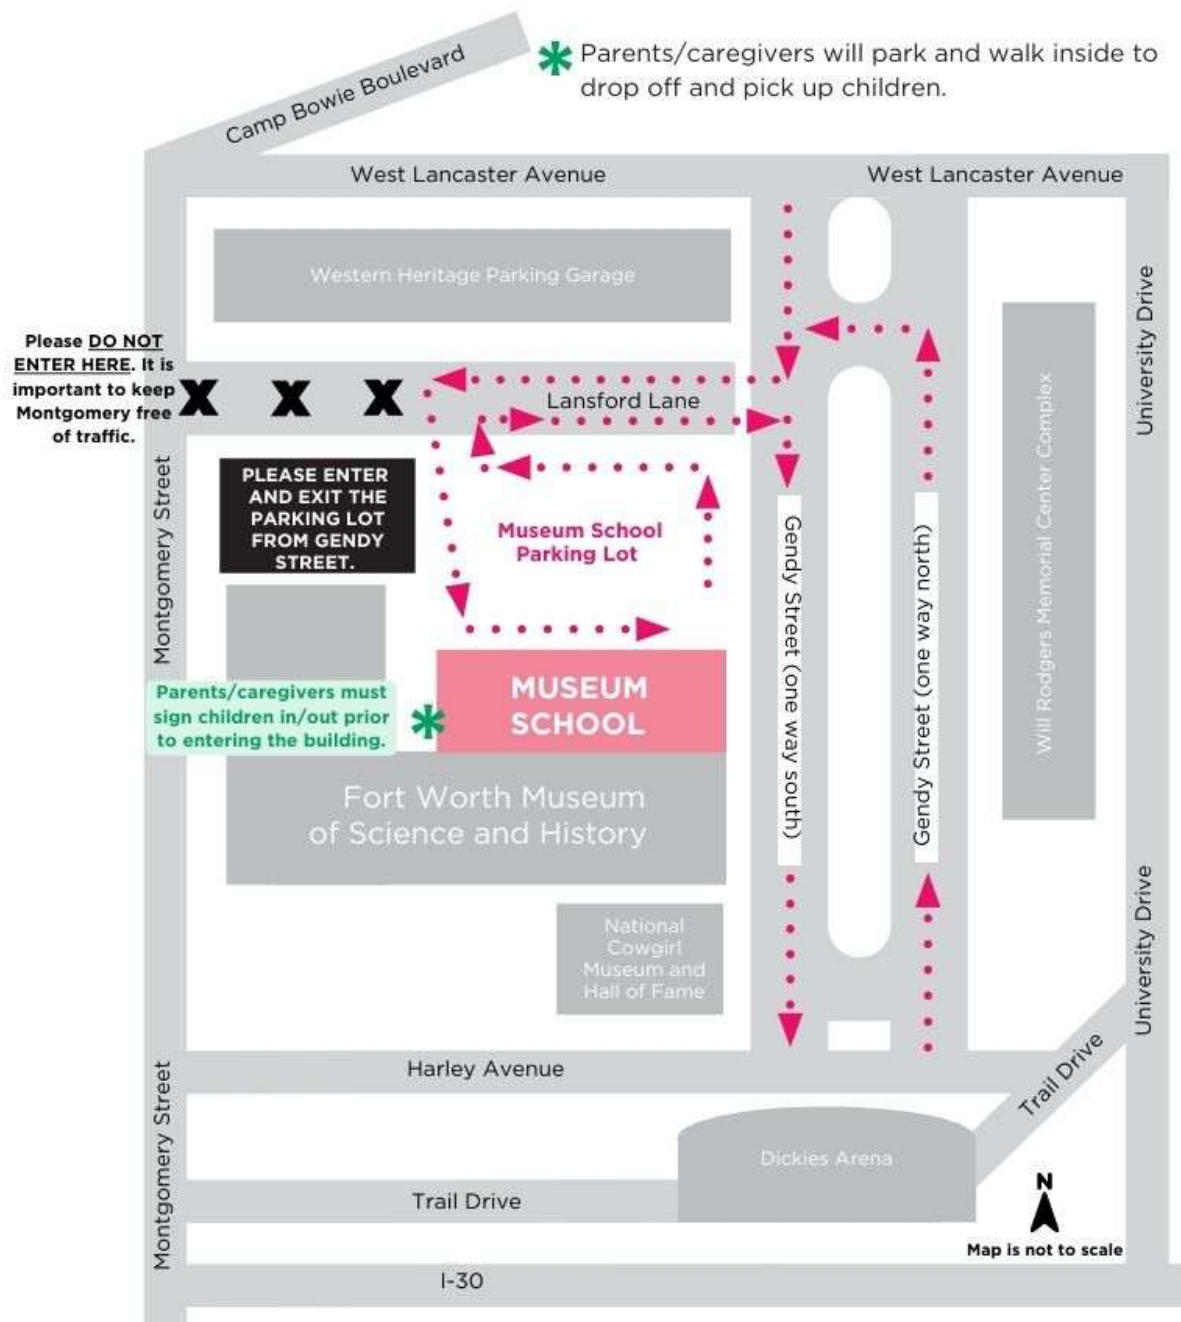 Camp Bowie Boulevard
* Parents/caregivers will park and walk inside to
drop off and pick up children.
West Lancaster Avenue
West Lancaster Avenue
Western Heritage Parking Garage
University Drive
Please DO NOT
ENTER HERE. It is
important to keep
Montgomery free
of traffic.
X X X
Lansford Lane
PLEASE ENTER
AND EXIT THE
PARKING LOT
FROM GENDY
STREET.
Museum School
Parking Lot
Montgomery Street
Gendy Street (one way south)
Gendy Street (one way north)
Will Rodgers Memorial Center Complex
Parents/caregivers must
sign children in/out prior
to entering the building.
*
MUSEUM
SCHOOL
Fort Worth Museum
of Science and History
National
Cowgirl
Museum and
Hall of Fame
University Drive
Harley Avenue
Trail Drive
Montgomery Street
Dickies Arena
Trail Drive
N
Map is not to scale
I-30